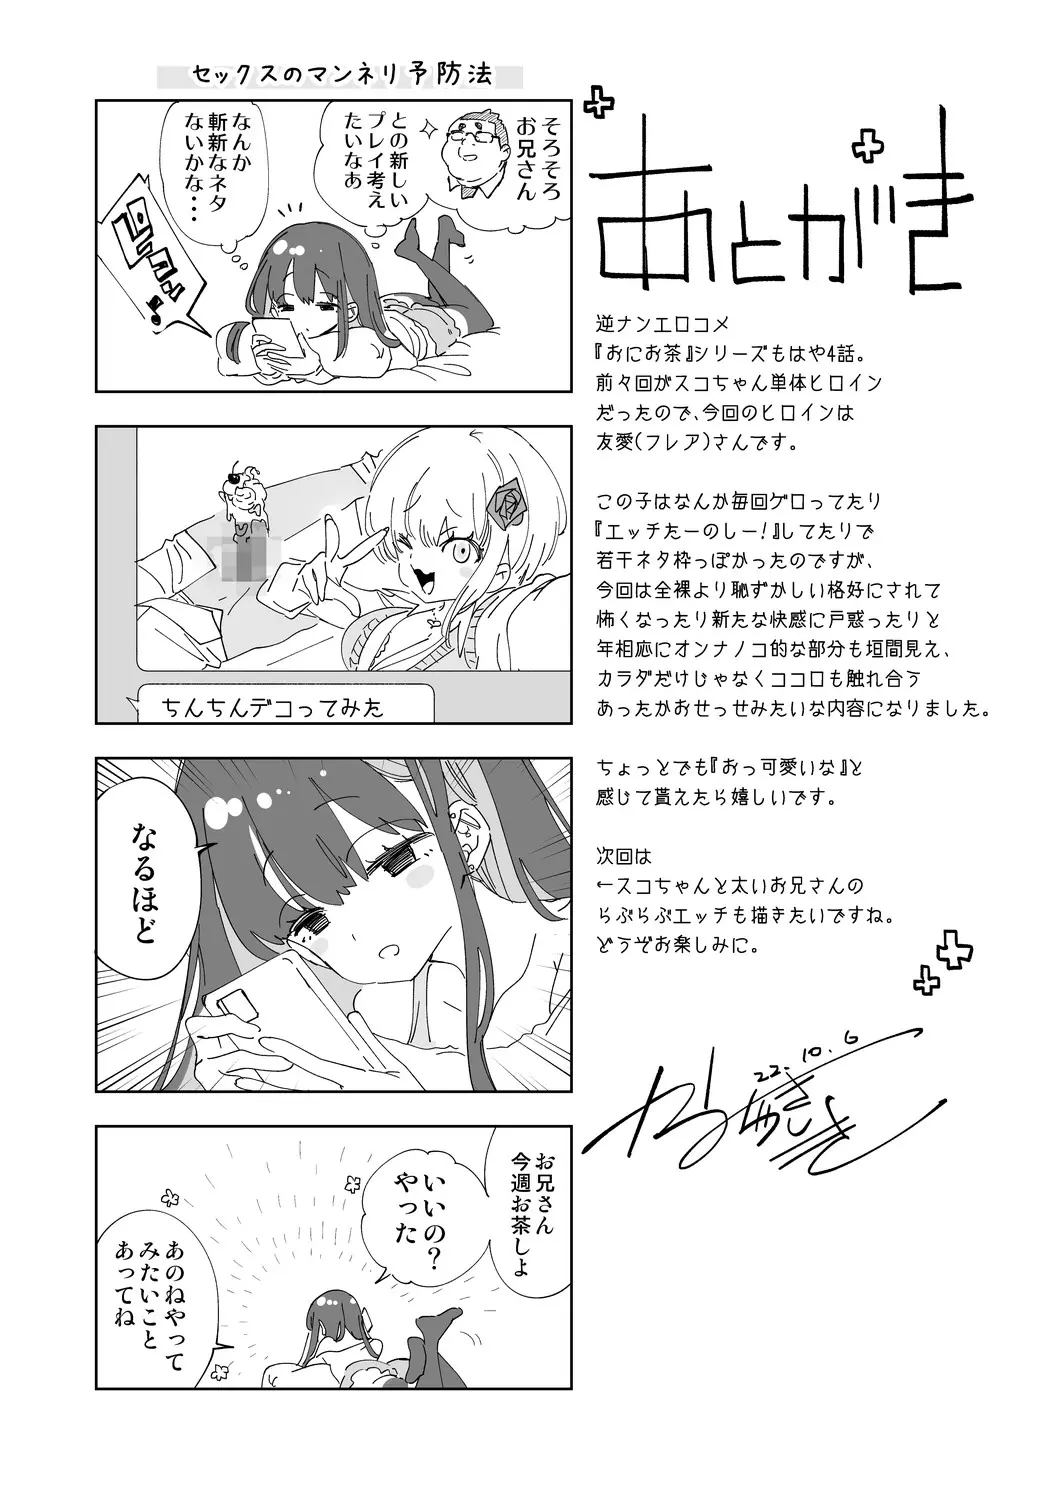 セックスのマンネリ予防法
そろそろ
お兄さん
との新しい
プレイ考え
たいなあ
なんか
斬新なネタ
ないかな・・・
ピロリン♪
ちんちんデコってみた
なるほど
お兄さん
今週お茶しよ
いいの?
やった
あのねやって
みたいこと
あってね
あとがき
逆ナンエロコメ
『おにお茶』シリーズもはや4話。
前々回がスコちゃん単体ヒロイン
だったので、今回のヒロインは
友愛(フレア)さんです。
この子はなんか毎回ゲロってたり
『エッチたーのしー!』してたりで
若干ネタ枠っぽかったのですが、
今回は全裸より恥ずかしい格好にされて
怖くなったり新たな快感に戸惑ったりと
年相応にオンナノコ的な部分も垣間見え、
カラダだけじゃなくココロも触れ合う
あったかおせっせみたいな内容になりました。
ちょっとでも『おっ可愛いな』と
感じて貰えたら嬉しいです。
次回は
←スコちゃんと太いお兄さんの
らぶらぶエッチも描きたいですね。
どうぞお楽しみに。
22.10.6